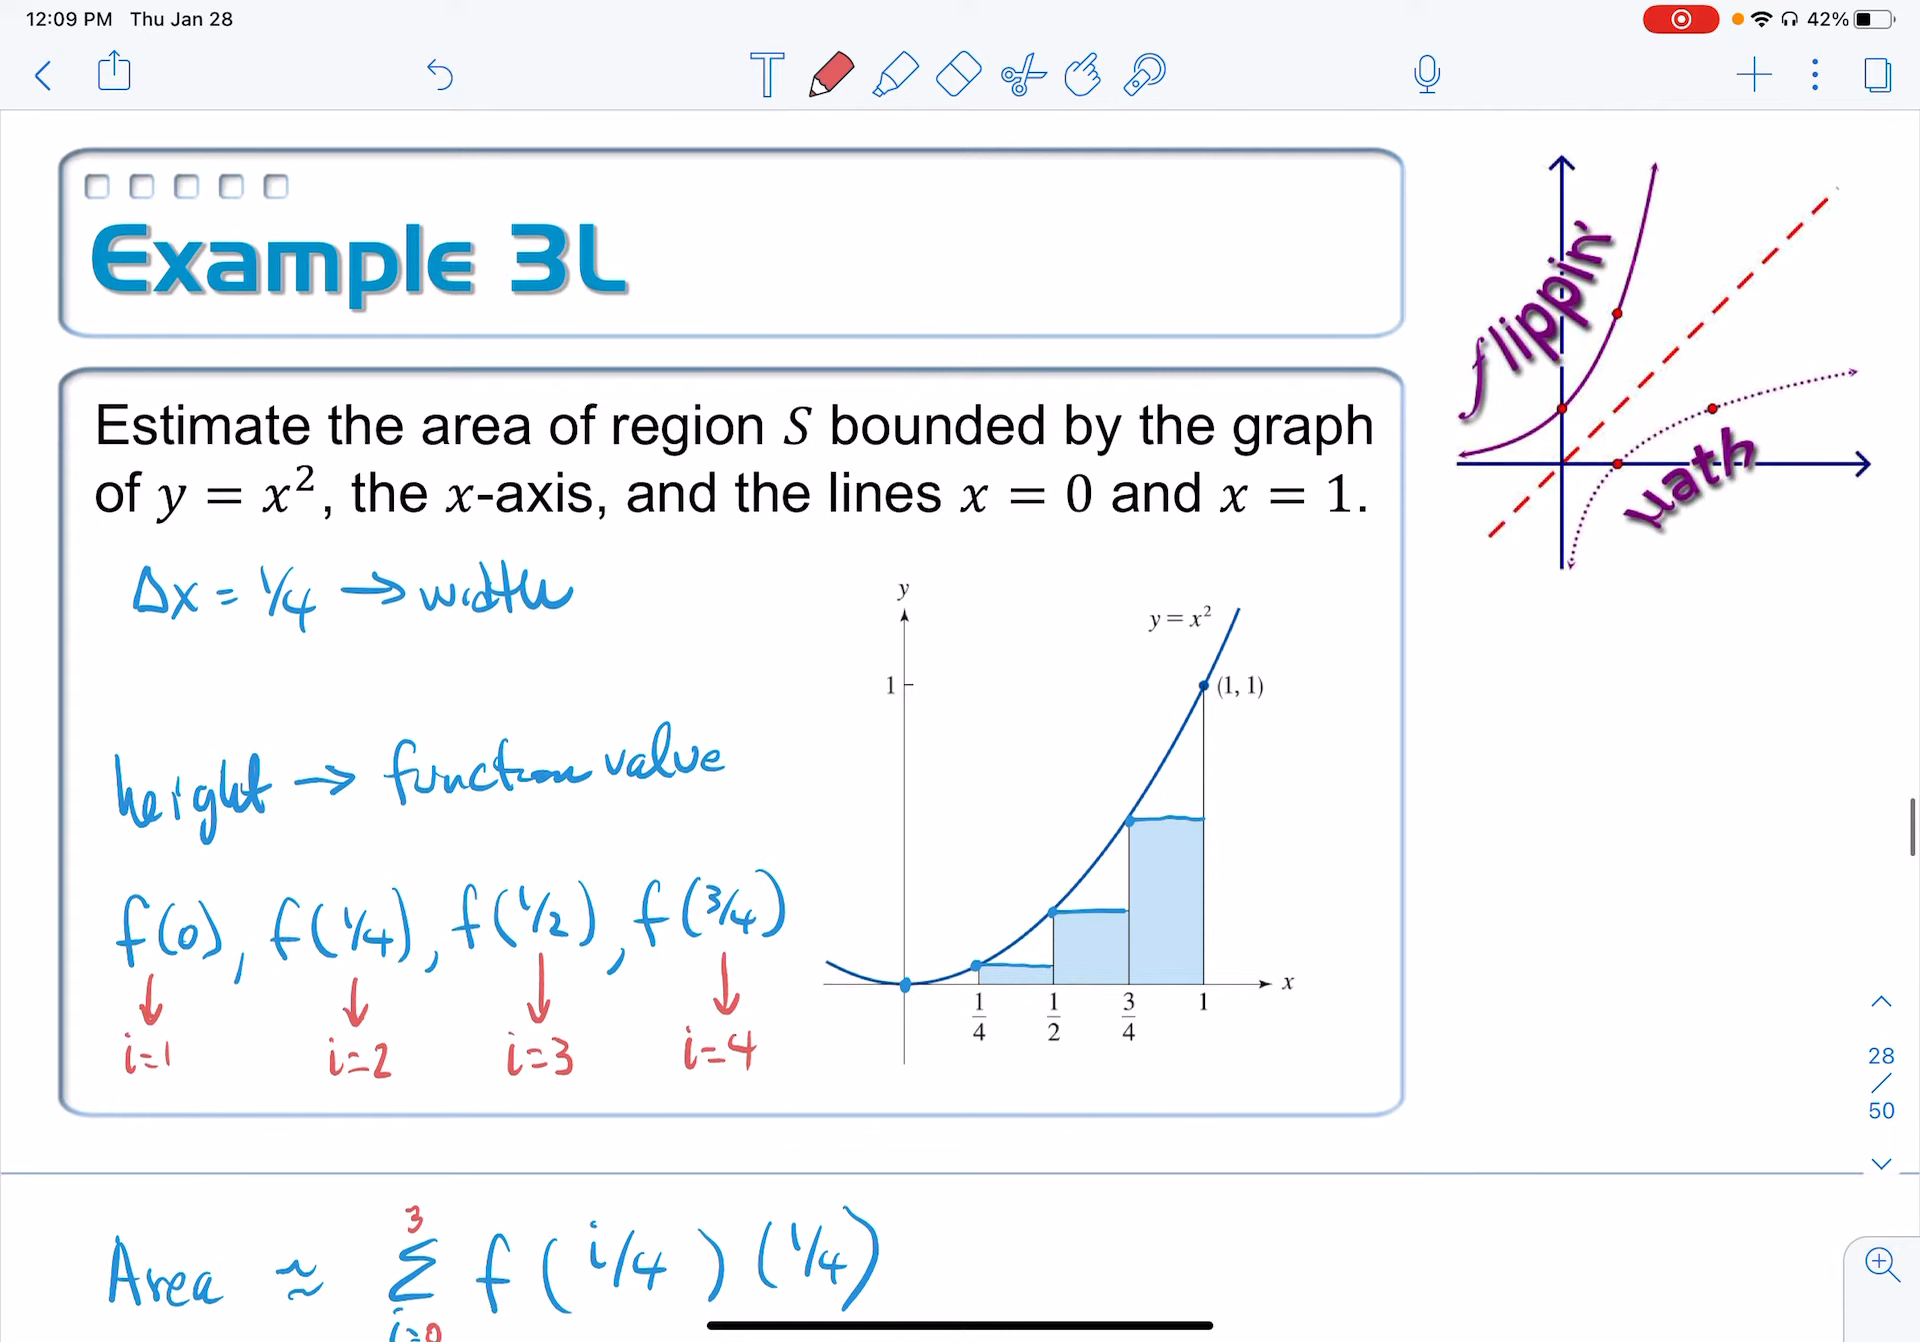 12:09 PM Thu Jan 28
42%
T
Example 3L
flippin'
math
Estimate the area of region S bounded by the graph
of y = x², the x-axis, and the lines x = 0 and x = 1.
Δx = 1/4 → width
height → function value
f(0), f(1/4), f(1/2), f(3/4)
↓ ↓ ↓ ↓
i=1 i=2 i=3 i=4
y
y = x²
1
(1, 1)
x
1/4 1/2 3/4 1
28
/
50
3
Area ≈ Σ f(i/4)(1/4)
i=0